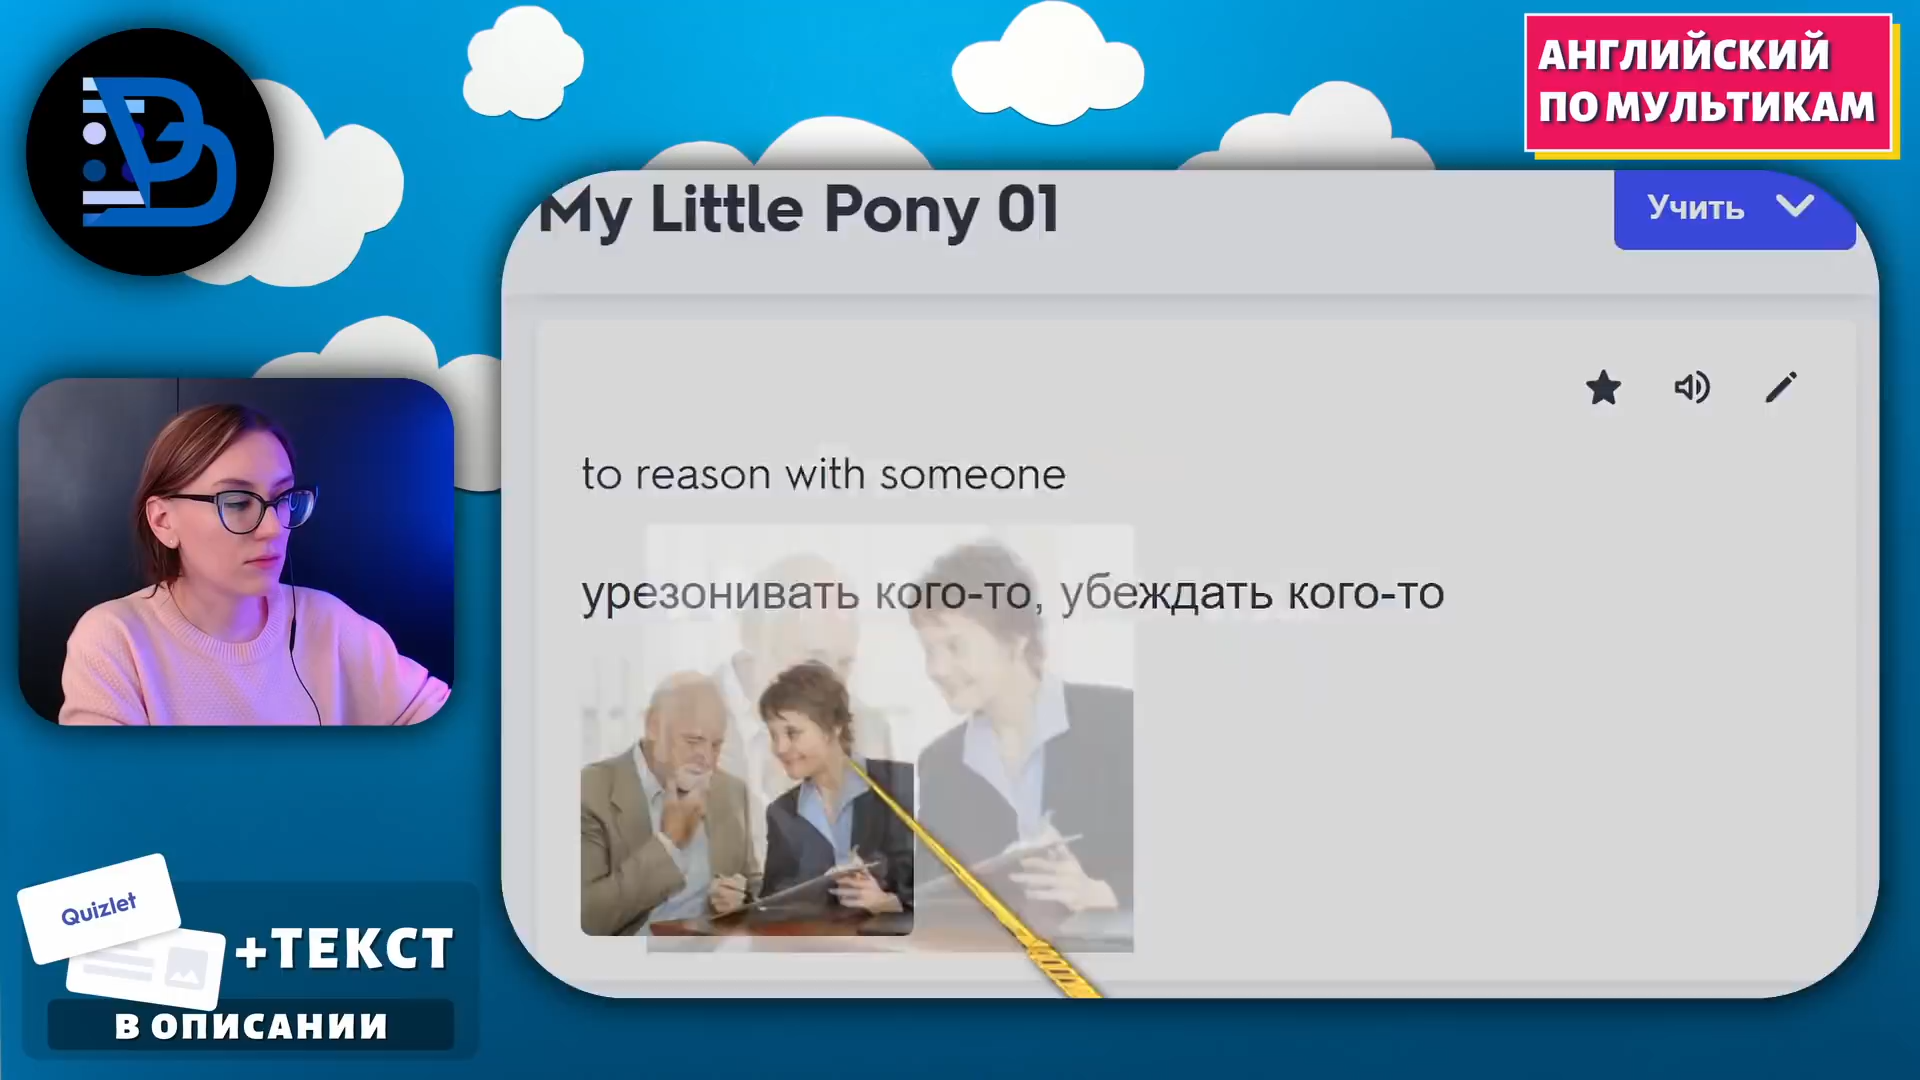 АНГЛИЙСКИЙ
ПО МУЛЬТИКАМ
My Little Pony 01
Учить
to reason with someone
урезонивать кого-то, убеждать кого-то
Quizlet
+ТЕКСТ
В ОПИСАНИИ